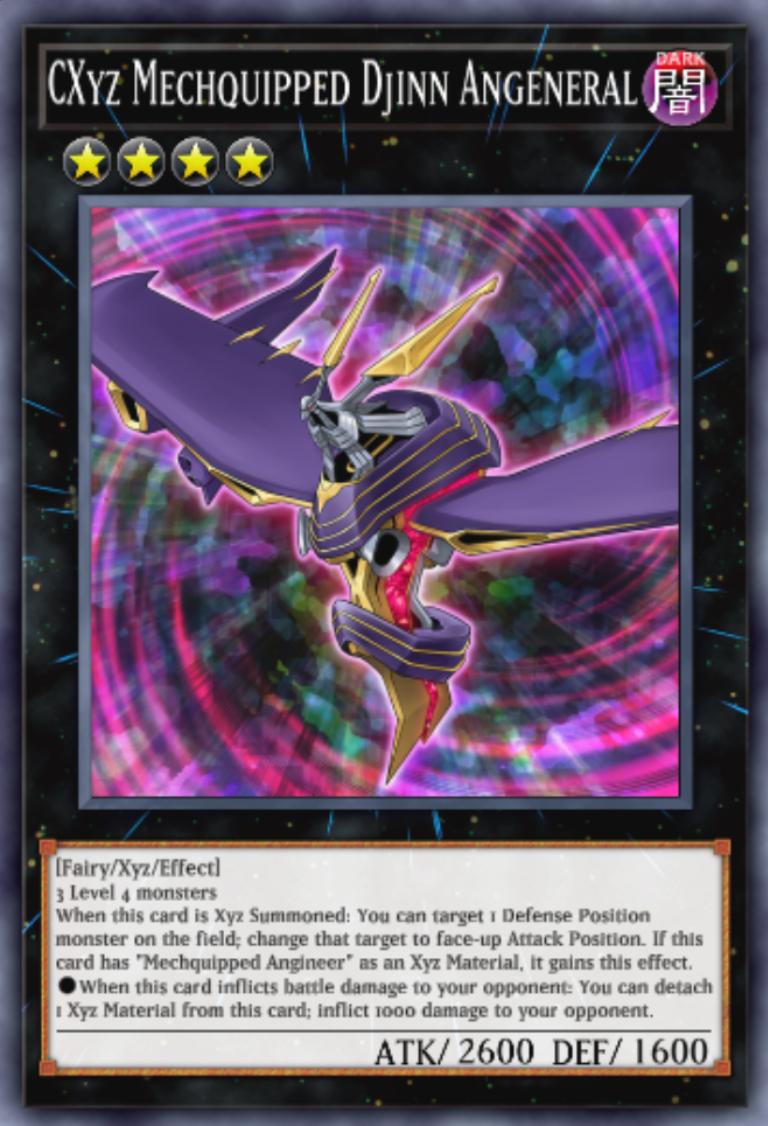 CXyz Mechquipped Djinn Angeneral
DARK
闇
[Fairy/Xyz/Effect]
3 Level 4 monsters
When this card is Xyz Summoned: You can target 1 Defense Position
monster on the field; change that target to face-up Attack Position. If this
card has "Mechquipped Angineer" as an Xyz Material, it gains this effect.
●When this card inflicts battle damage to your opponent: You can detach
1 Xyz Material from this card; inflict 1000 damage to your opponent.
ATK/ 2600 DEF/ 1600